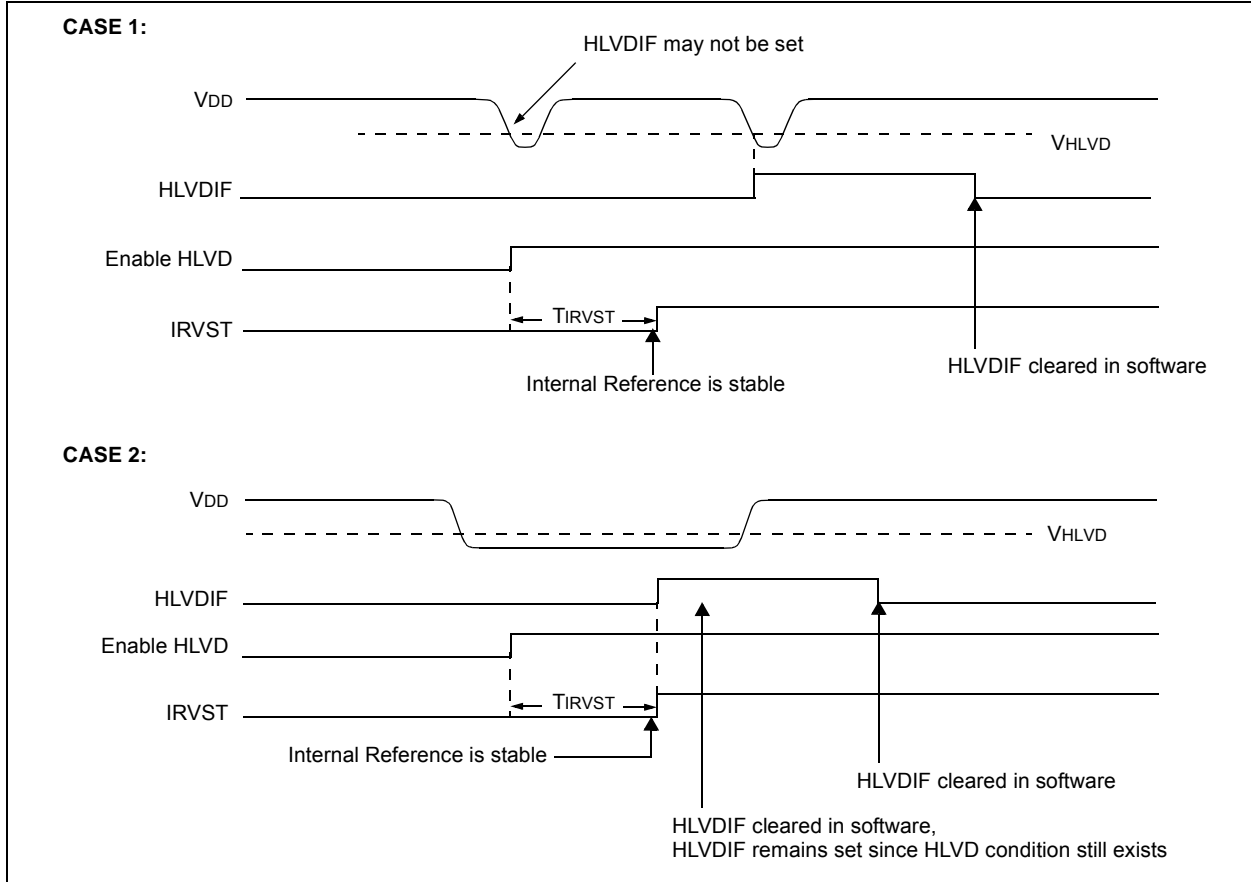 CASE 1:
HLVDIF may not be set
VDD
VHLVD
HLVDIF
Enable HLVD
TIRVST
IRVST
HLVDIF cleared in software
Internal Reference is stable
CASE 2:
VDD
VHLVD
HLVDIF
Enable HLVD
TIRVST
IRVST
Internal Reference is stable
HLVDIF cleared in software
HLVDIF cleared in software,
HLVDIF remains set since HLVD condition still exists